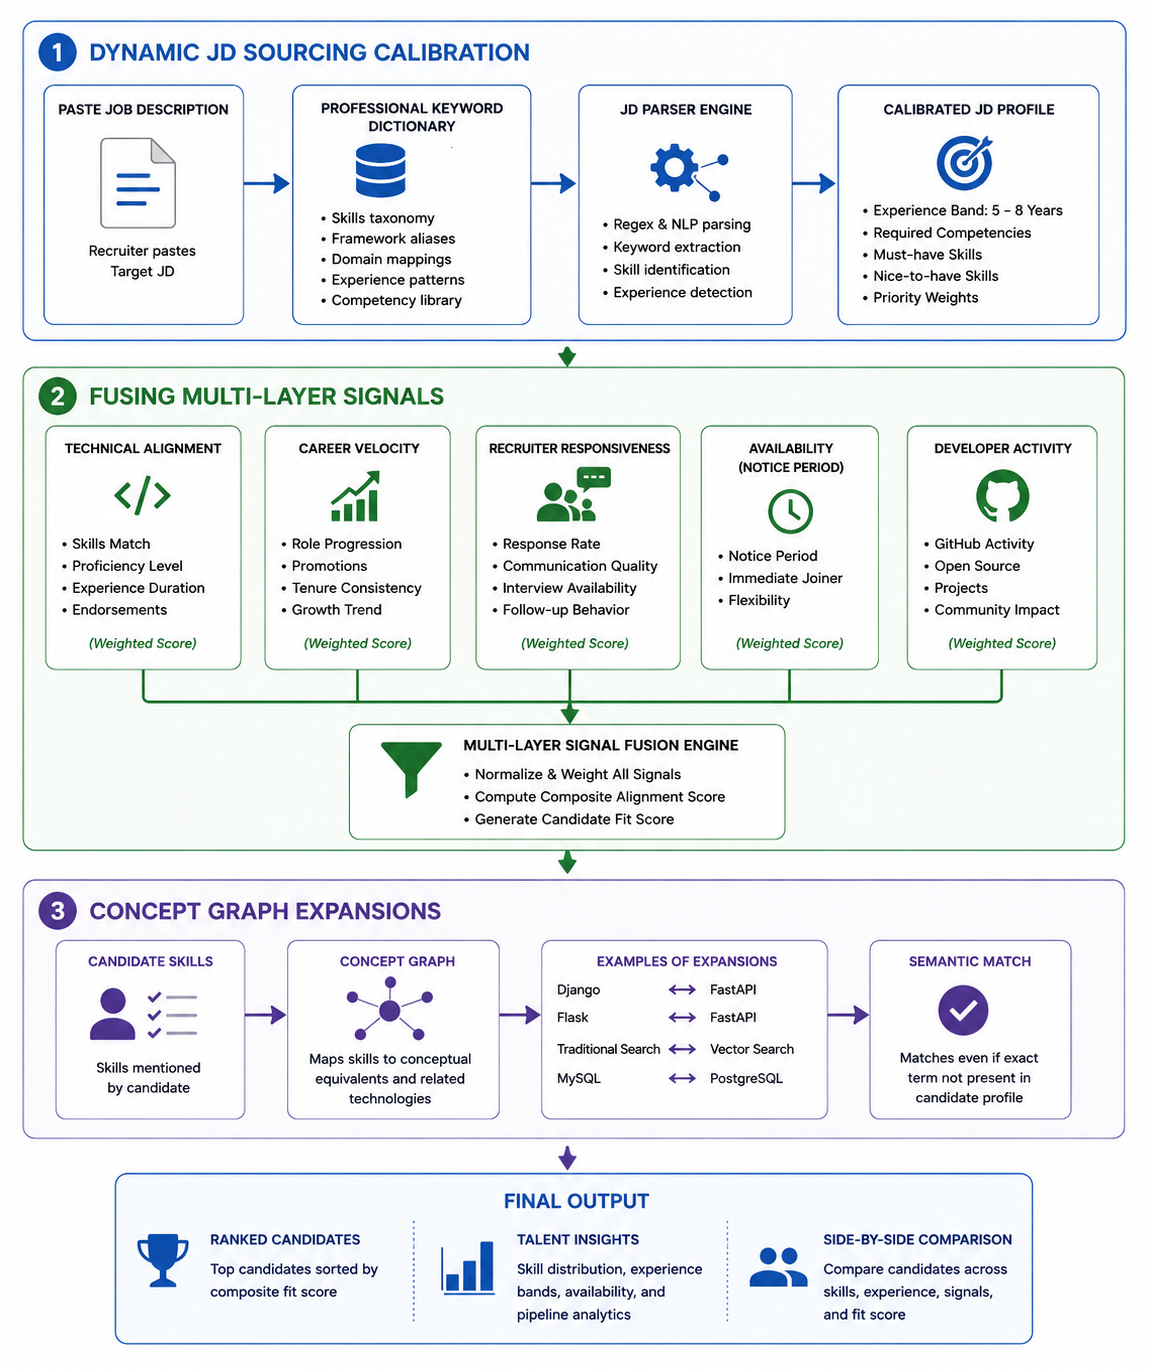 1 DYNAMIC JD SOURCING CALIBRATION
PASTE JOB DESCRIPTION
Recruiter pastes
Target JD
PROFESSIONAL KEYWORD
DICTIONARY
• Skills taxonomy
• Framework aliases
• Domain mappings
• Experience patterns
• Competency library
JD PARSER ENGINE
• Regex & NLP parsing
• Keyword extraction
• Skill identification
• Experience detection
CALIBRATED JD PROFILE
• Experience Band: 5 – 8 Years
• Required Competencies
• Must-have Skills
• Nice-to-have Skills
• Priority Weights
2 FUSING MULTI-LAYER SIGNALS
TECHNICAL ALIGNMENT
</>
• Skills Match
• Proficiency Level
• Experience Duration
• Endorsements
(Weighted Score)
CAREER VELOCITY
• Role Progression
• Promotions
• Tenure Consistency
• Growth Trend
(Weighted Score)
RECRUITER RESPONSIVENESS
• Response Rate
• Communication Quality
• Interview Availability
• Follow-up Behavior
(Weighted Score)
AVAILABILITY
(NOTICE PERIOD)
• Notice Period
• Immediate Joiner
• Flexibility
(Weighted Score)
DEVELOPER ACTIVITY
• GitHub Activity
• Open Source
• Projects
• Community Impact
(Weighted Score)
MULTI-LAYER SIGNAL FUSION ENGINE
• Normalize & Weight All Signals
• Compute Composite Alignment Score
• Generate Candidate Fit Score
3 CONCEPT GRAPH EXPANSIONS
CANDIDATE SKILLS
Skills mentioned
by candidate
CONCEPT GRAPH
Maps skills to conceptual
equivalents and related
technologies
EXAMPLES OF EXPANSIONS
Django ↔ FastAPI
Flask ↔ FastAPI
Traditional Search ↔ Vector Search
MySQL ↔ PostgreSQL
SEMANTIC MATCH
Matches even if exact
term not present in
candidate profile
FINAL OUTPUT
RANKED CANDIDATES
Top candidates sorted by
composite fit score
TALENT INSIGHTS
Skill distribution, experience
bands, availability, and
pipeline analytics
SIDE-BY-SIDE COMPARISON
Compare candidates across
skills, experience, signals,
and fit score